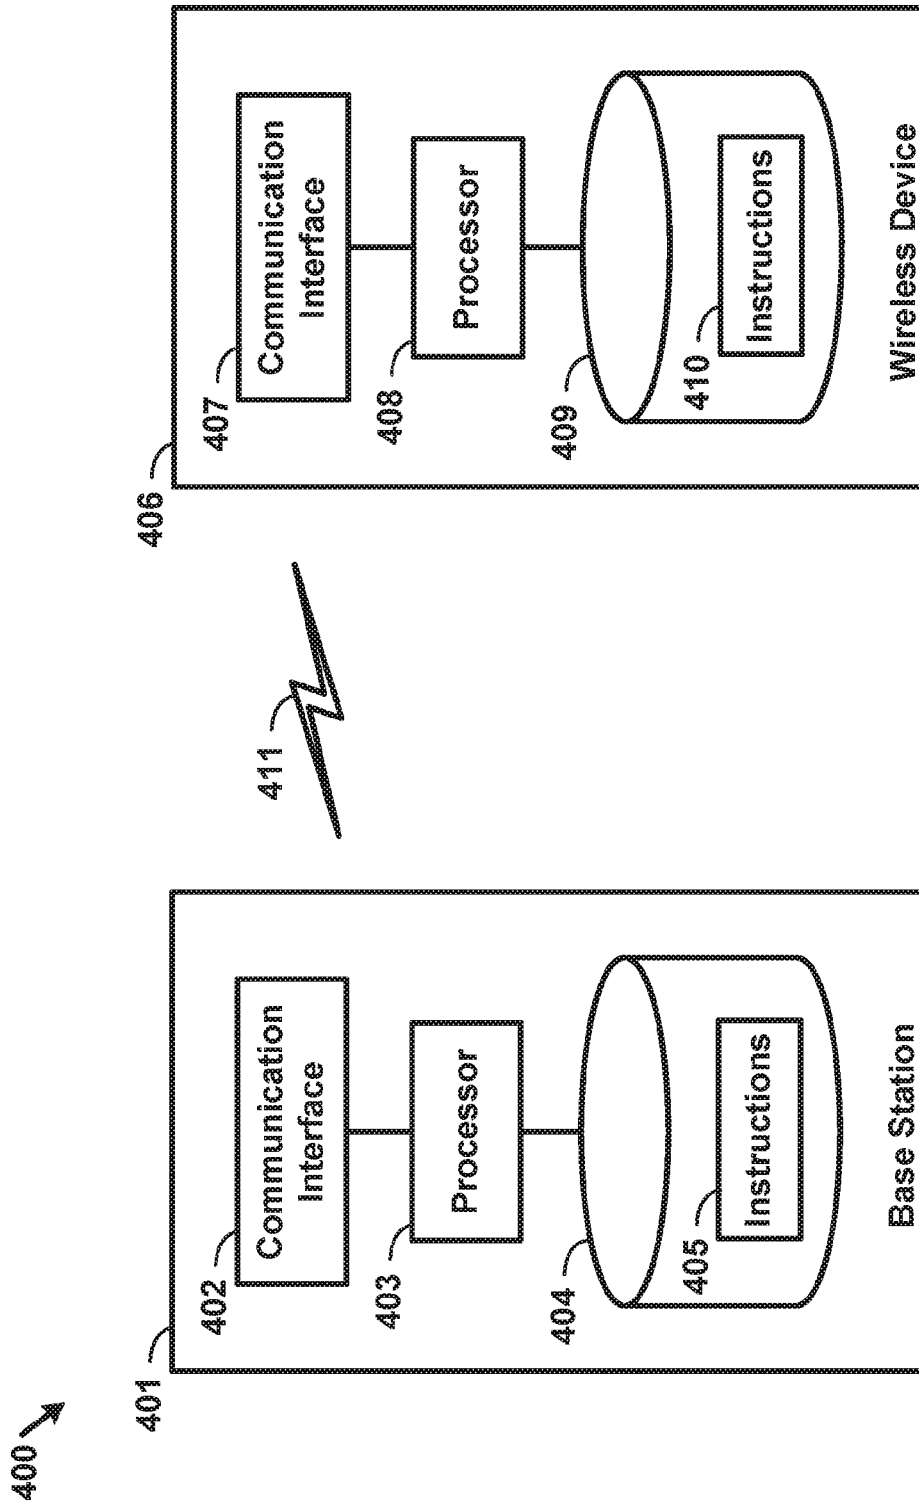 400
401
402
Communication
Interface
403
Processor
404
405
Instructions
Base Station
411
406
407
Communication
Interface
408
Processor
409
410
Instructions
Wireless Device